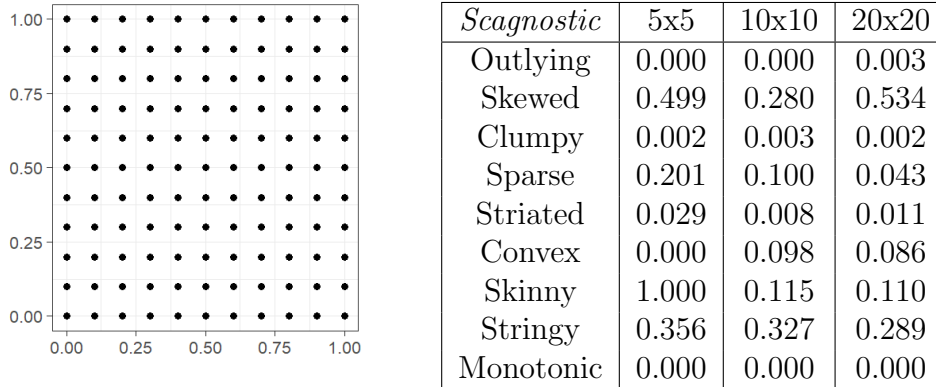 1.00
0.75
0.50
0.25
0.00
0.00 0.25 0.50 0.75 1.00
Scagnostic 5x5 10x10 20x20
Outlying 0.000 0.000 0.003
Skewed 0.499 0.280 0.534
Clumpy 0.002 0.003 0.002
Sparse 0.201 0.100 0.043
Striated 0.029 0.008 0.011
Convex 0.000 0.098 0.086
Skinny 1.000 0.115 0.110
Stringy 0.356 0.327 0.289
Monotonic 0.000 0.000 0.000